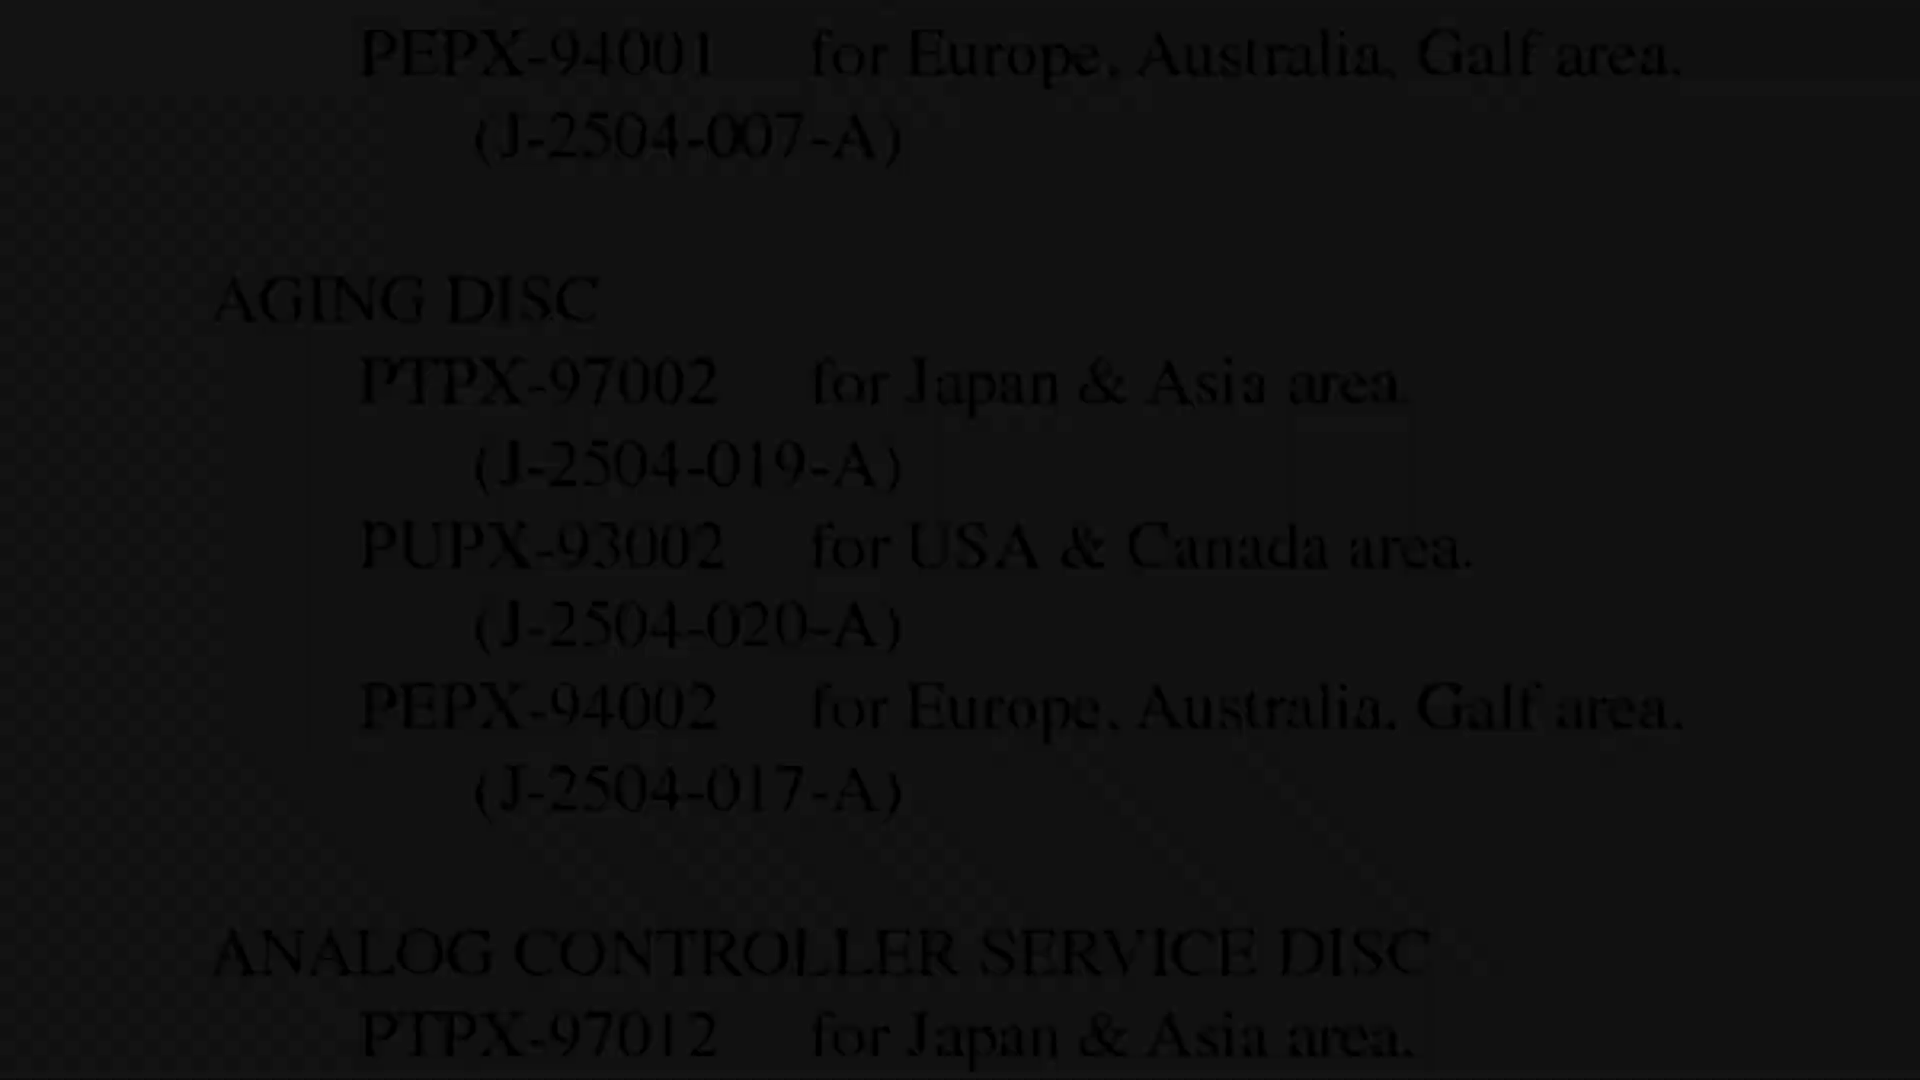 PEPX-94001 for Europe, Australia, Galf area.
(J-2504-007-A)
AGING DISC
PTPX-97002 for Japan & Asia area.
(J-2504-019-A)
PUPX-93002 for USA & Canada area.
(J-2504-020-A)
PEPX-94002 for Europe, Australia, Galf area.
(J-2504-017-A)
ANALOG CONTROLLER SERVICE DISC
PTPX-97012 for Japan & Asia area.